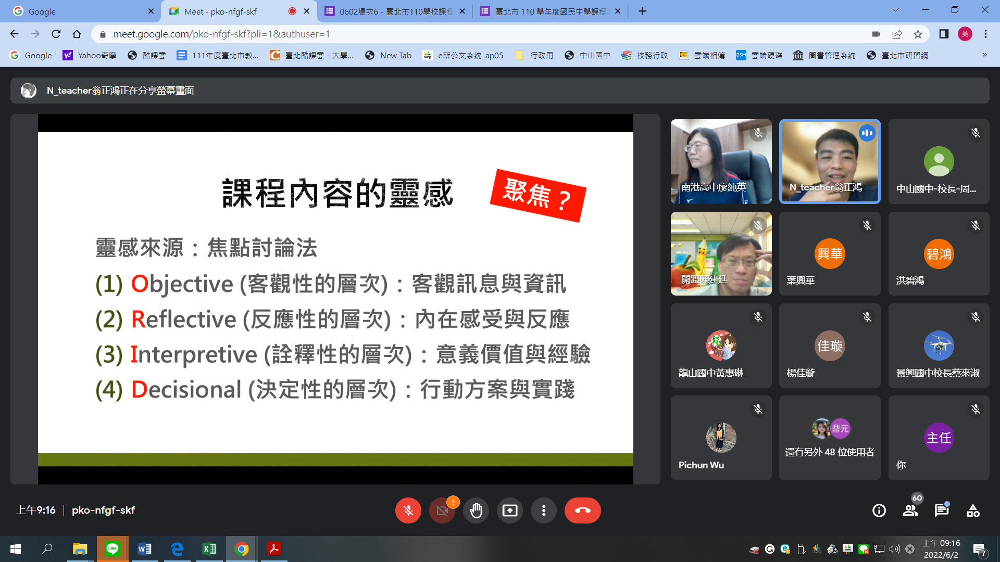 Google
Meet - pko-nfgf-skf
0602場次6 - 臺北市110學校課程
臺北市 110 學年度國民中學課程
meet.google.com/pko-nfgf-skf?pli=1&authuser=1
美
Google
Yahoo奇摩
酷課雲
111年度臺北市教...
臺北酷課雲 - 大學...
New Tab
e新公文系統_ap05
行政用
中山國中
校務行政
雲端相簿
DSM
雲端硬碟
圖書管理系統
臺北市研習網
N_teacher翁正鴻正在分享螢幕畫面
課程內容的靈感
聚焦？
靈感來源：焦點討論法
(1) Objective (客觀性的層次)：客觀訊息與資訊
(2) Reflective (反應性的層次)：內在感受與反應
(3) Interpretive (詮釋性的層次)：意義價值與經驗
(4) Decisional (決定性的層次)：行動方案與實踐
南港高中廖純英
N_teacher翁正鴻
中山國中-校長-周...
關渡陳建廷
興華
葉興華
碧鴻
洪碧鴻
龍山國中黃惠琳
佳璇
楊佳璇
景興國中校長蔡來淑
Pichun Wu
鼎元
還有另外 48 位使用者
主任
你
上午9:16
pko-nfgf-skf
60
上午 09:16
2022/6/2
7